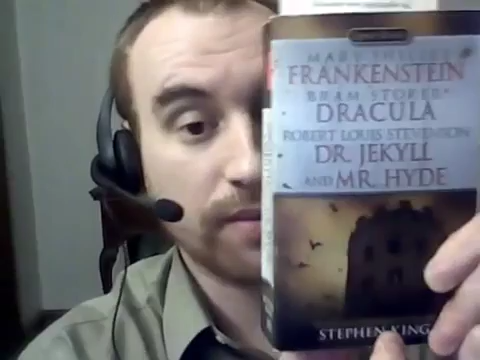 MARY SHELLEY
FRANKENSTEIN
BRAM STOKER
DRACULA
ROBERT LOUIS STEVENSON
DR. JEKYLL
AND MR. HYDE
STEPHEN KING